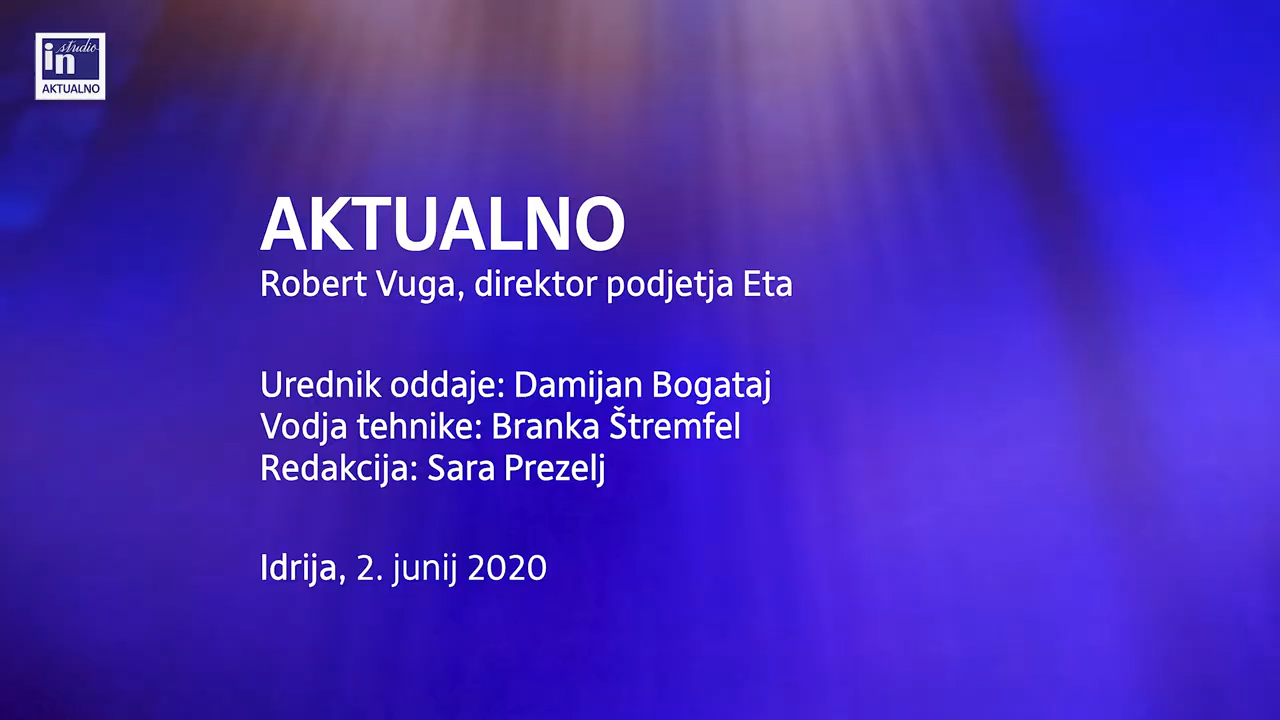 studio
in
AKTUALNO
AKTUALNO
Robert Vuga, direktor podjetja Eta
Urednik oddaje: Damijan Bogataj
Vodja tehnike: Branka Štremfel
Redakcija: Sara Prezelj
Idrija, 2. junij 2020